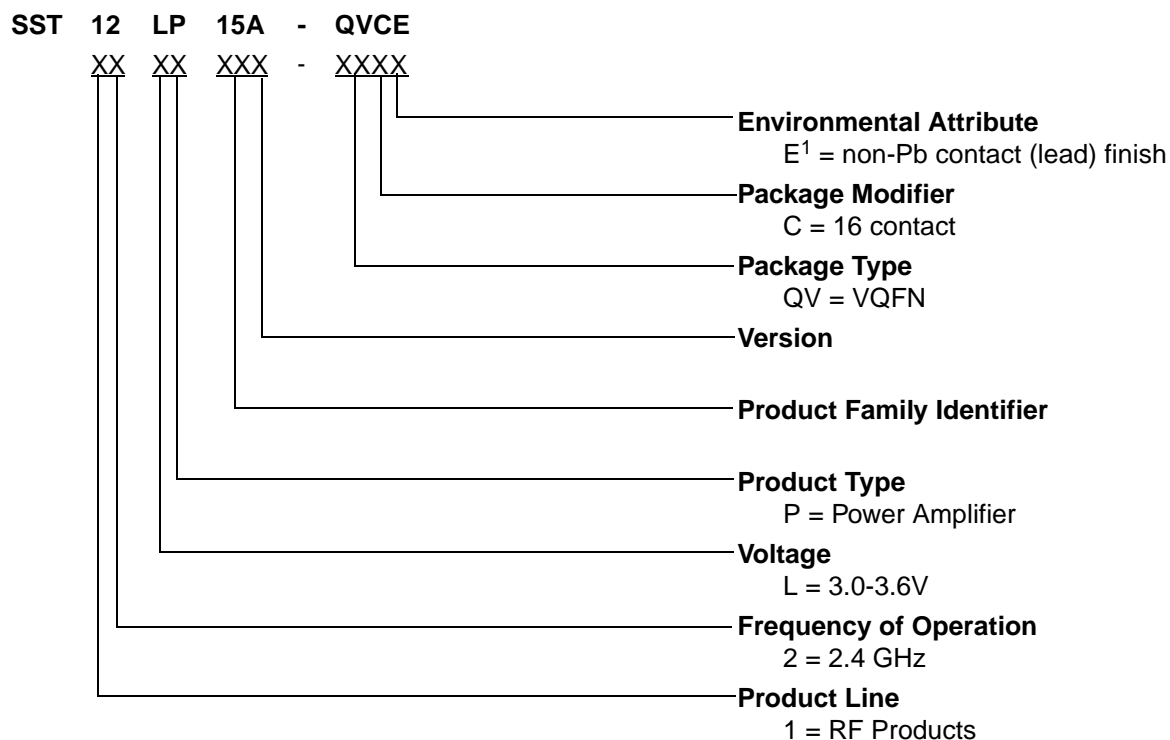 SST 12 LP 15A - QVCE
XX XX XXX - XXXX
Environmental Attribute
E1 = non-Pb contact (lead) finish
Package Modifier
C = 16 contact
Package Type
QV = VQFN
Version
Product Family Identifier
Product Type
P = Power Amplifier
Voltage
L = 3.0-3.6V
Frequency of Operation
2 = 2.4 GHz
Product Line
1 = RF Products